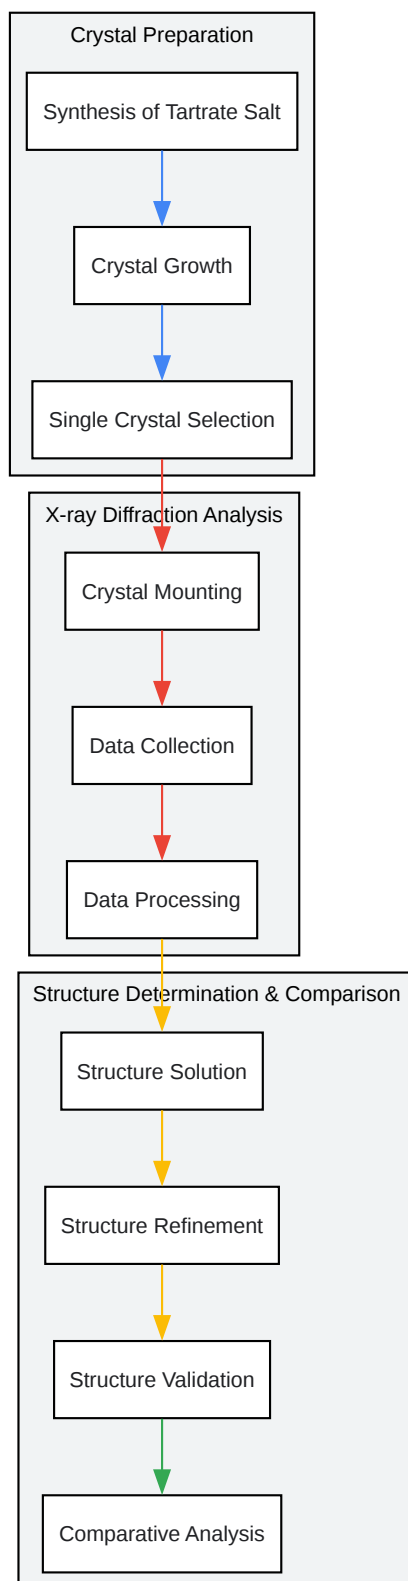 Crystal Preparation
Synthesis of Tartrate Salt
Crystal Growth
Single Crystal Selection
X-ray Diffraction Analysis
Crystal Mounting
Data Collection
Data Processing
Structure Determination & Comparison
Structure Solution
Structure Refinement
Structure Validation
Comparative Analysis